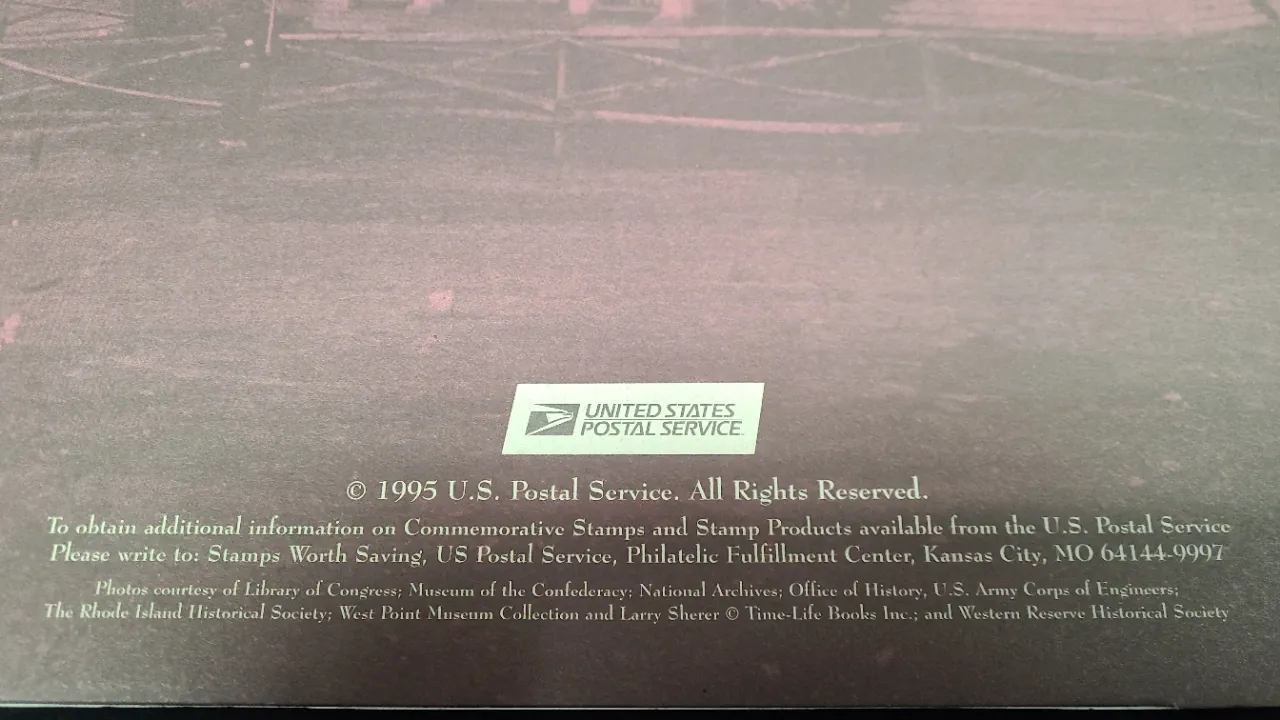 UNITED STATES
POSTAL SERVICE
© 1995 U.S. Postal Service. All Rights Reserved.
To obtain additional information on Commemorative Stamps and Stamp Products available from the U.S. Postal Service
Please write to: Stamps Worth Saving, US Postal Service, Philatelic Fulfillment Center, Kansas City, MO 64144-9997
Photos courtesy of Library of Congress; Museum of the Confederacy; National Archives; Office of History, U.S. Army Corps of Engineers;
The Rhode Island Historical Society; West Point Museum Collection and Larry Sherer © Time-Life Books Inc.; and Western Reserve Historical Society